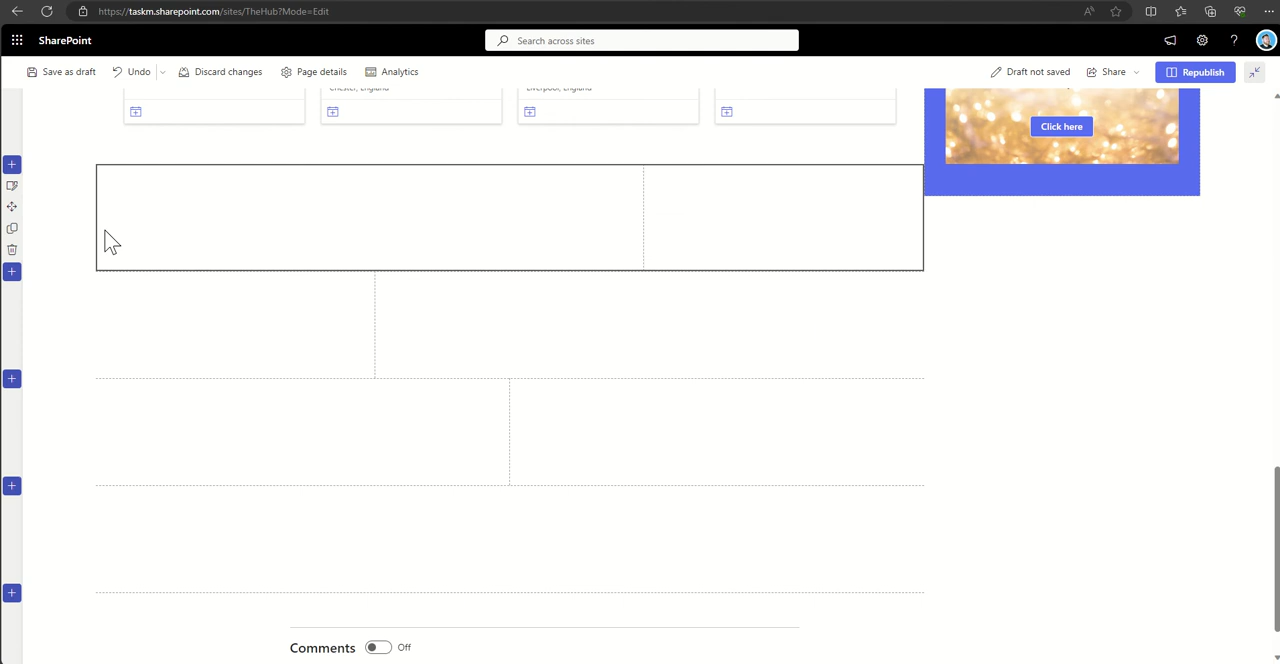 https://taskm.sharepoint.com/sites/TheHub?Mode=Edit
SharePoint
Search across sites
Save as draft
Undo
Discard changes
Page details
Analytics
Draft not saved
Share
Republish
Chester, England
Liverpool, England
Click here
Comments
Off